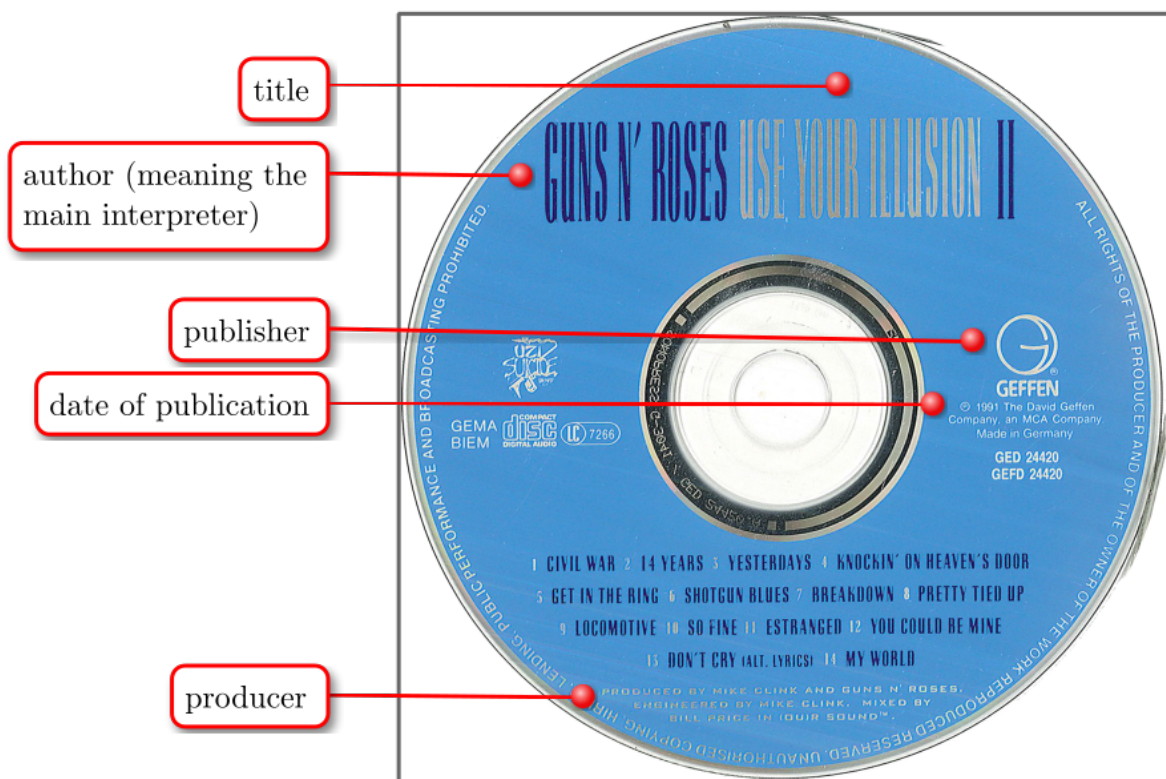 title
author (meaning the
main interpreter)
publisher
date of publication
producer
GUNS N' ROSES USE YOUR ILLUSION II
GEFFEN
®
℗ 1991 The David Geffen
Company, an MCA Company.
Made in Germany
GED 24420
GEFD 24420
GEMA
BIEM
COMPACT
disc
DIGITAL AUDIO
LC 7266
1 CIVIL WAR 2 14 YEARS 3 YESTERDAYS 4 KNOCKIN' ON HEAVEN'S DOOR
5 GET IN THE RING 6 SHOTGUN BLUES 7 BREAKDOWN 8 PRETTY TIED UP
9 LOCOMOTIVE 10 SO FINE 11 ESTRANGED 12 YOU COULD BE MINE
13 DON'T CRY (ALT. LYRICS) 14 MY WORLD
PRODUCED BY MIKE CLINK AND GUNS N' ROSES.
ENGINEERED BY MIKE CLINK. MIXED BY
BILL PRICE IN IQUIR SOUND™.
ALL RIGHTS OF THE PRODUCER AND OF THE OWNER OF THE WORK REPRODUCED RESERVED. UNAUTHORISED COPYING, HIRING, LENDING, PUBLIC PERFORMANCE AND BROADCASTING PROHIBITED.